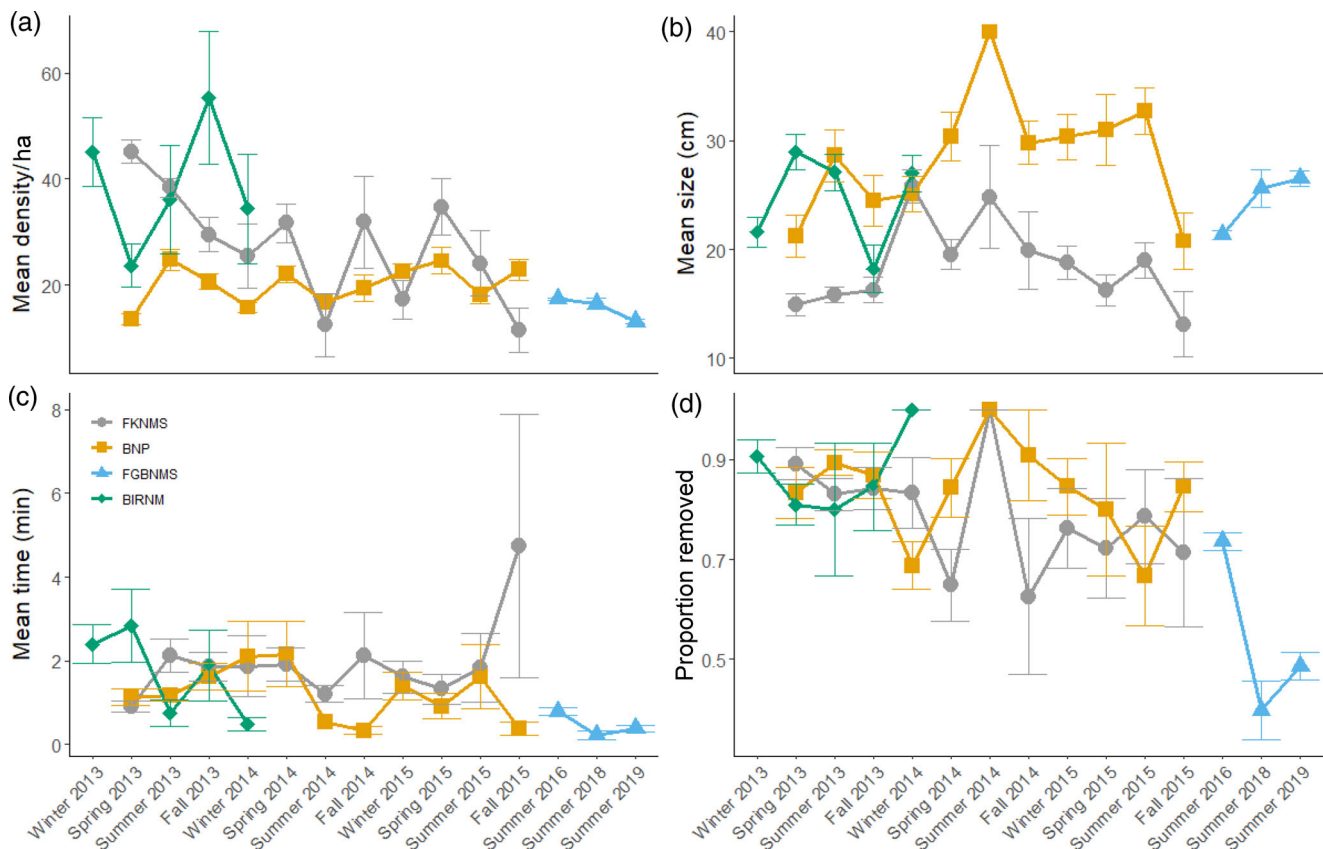 (a)
Mean density/ha
60
40
20
(b)
Mean size (cm)
40
30
20
10
(c)
Mean time (min)
8
6
4
2
0
FKNMS
BNP
FGBNMS
BIRNM
Winter 2013
Spring 2013
Summer 2013
Fall 2013
Winter 2014
Spring 2014
Summer 2014
Fall 2014
Winter 2015
Spring 2015
Summer 2015
Fall 2015
Summer 2016
Summer 2018
Summer 2019
(d)
Proportion removed
0.9
0.7
0.5
Winter 2013
Spring 2013
Summer 2013
Fall 2013
Winter 2014
Spring 2014
Summer 2014
Fall 2014
Winter 2015
Spring 2015
Summer 2015
Fall 2015
Summer 2016
Summer 2018
Summer 2019